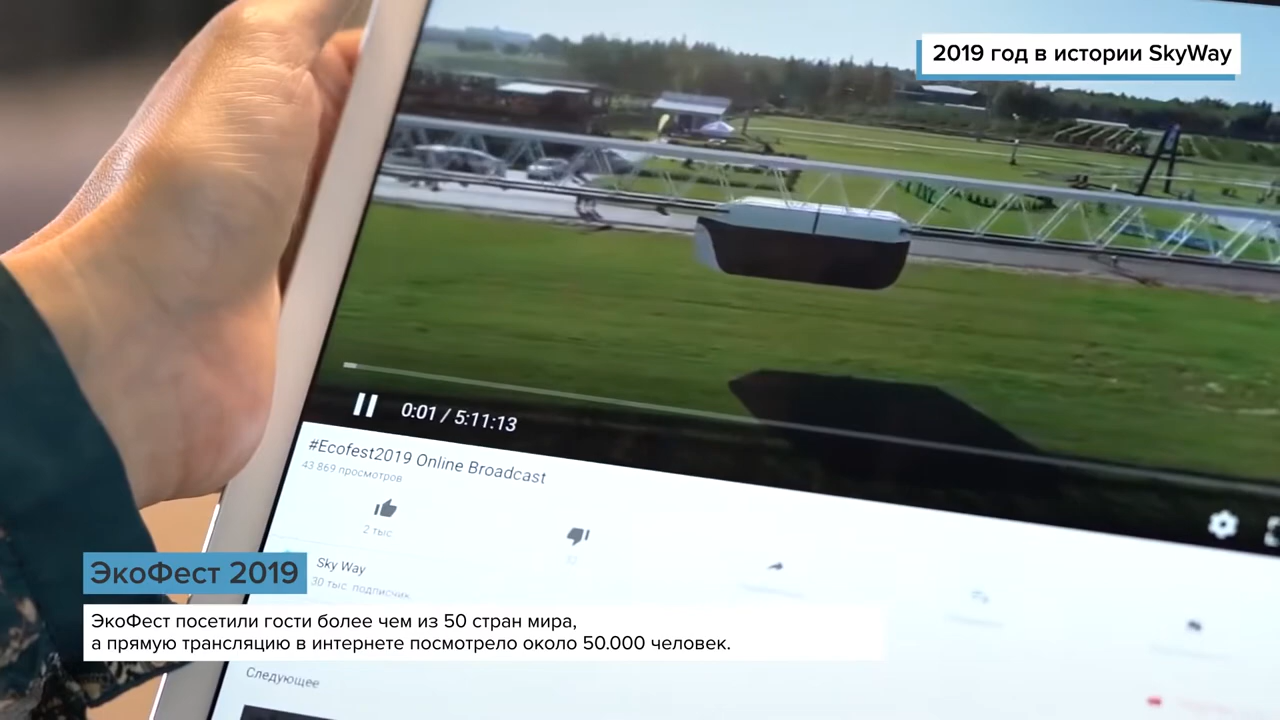 2019 год в истории SkyWay
0:01 / 5:11:13
#Ecofest2019 Online Broadcast
43 869 просмотров
2 тыс.
Sky Way
30 тыс. подписчик
ЭкоФест 2019
ЭкоФест посетили гости более чем из 50 стран мира,
а прямую трансляцию в интернете посмотрело около 50.000 человек.
Следующее